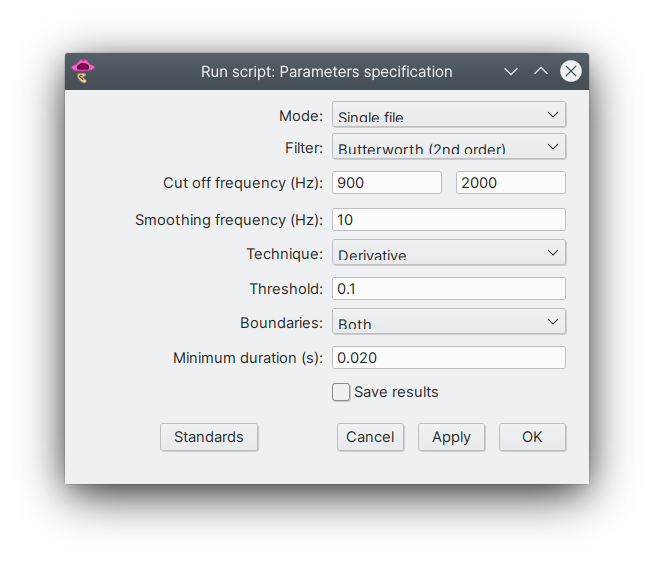 Run script: Parameters specification
Mode: Single file
Filter: Butterworth (2nd order)
Cut off frequency (Hz): 900 2000
Smoothing frequency (Hz): 10
Technique: Derivative
Threshold: 0.1
Boundaries: Both
Minimum duration (s): 0.020
Save results
Standards Cancel Apply OK